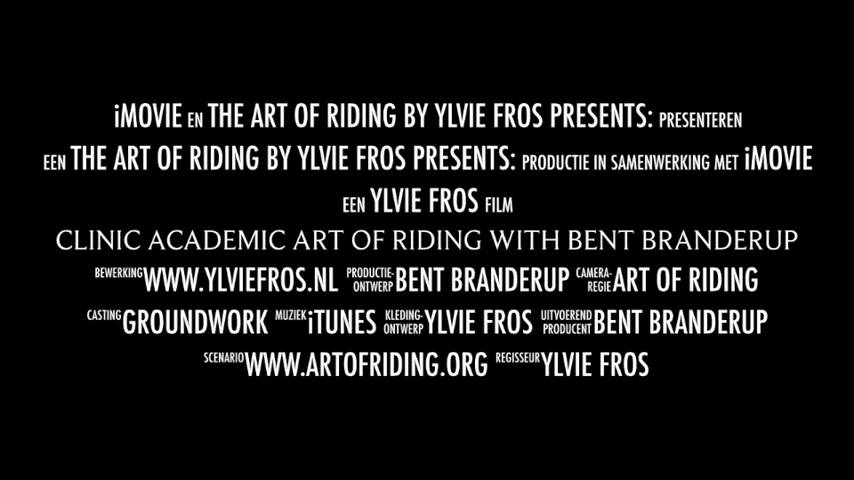 iMOVIE EN THE ART OF RIDING BY YLVIE FROS PRESENTS: PRESENTEREN
EEN THE ART OF RIDING BY YLVIE FROS PRESENTS: PRODUCTIE IN SAMENWERKING MET iMOVIE
EEN YLVIE FROS FILM
CLINIC ACADEMIC ART OF RIDING WITH BENT BRANDERUP
BEWERKING WWW.YLVIEFROS.NL PRODUCTIE-ONTWERP BENT BRANDERUP CAMERA-REGIE ART OF RIDING
CASTING GROUNDWORK MUZIEK iTUNES KLEDING-ONTWERP YLVIE FROS UITVOEREND PRODUCENT BENT BRANDERUP
SCENARIO WWW.ARTOFRIDING.ORG REGISSEUR YLVIE FROS